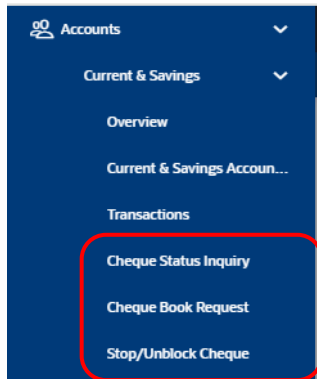 Accounts
Current & Savings
Overview
Current & Savings Accoun...
Transactions
Cheque Status Inquiry
Cheque Book Request
Stop/Unblock Cheque